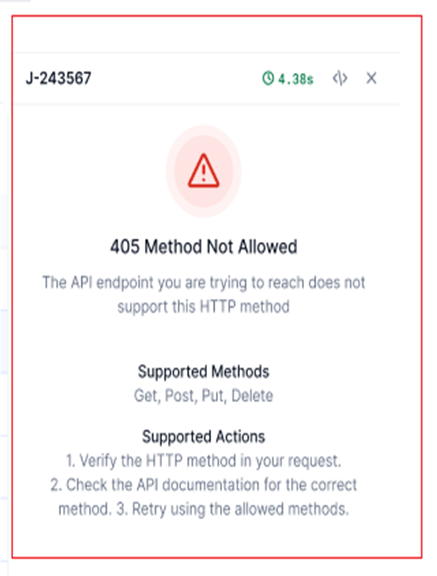 J-243567 4.38s
405 Method Not Allowed
The API endpoint you are trying to reach does not
support this HTTP method
Supported Methods
Get, Post, Put, Delete
Supported Actions
1. Verify the HTTP method in your request.
2. Check the API documentation for the correct
method. 3. Retry using the allowed methods.